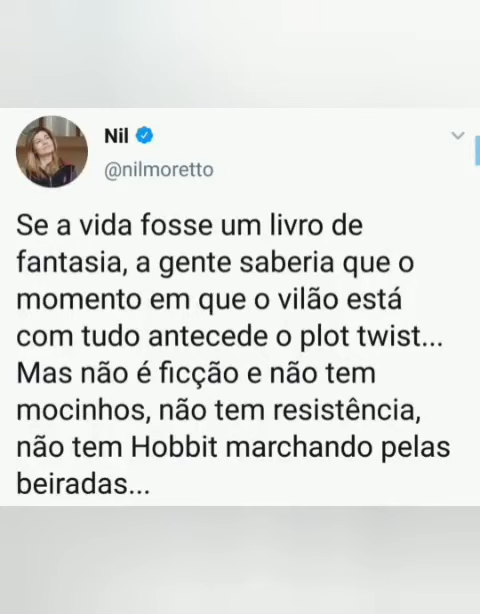 Nil
@nilmoretto
Se a vida fosse um livro de
fantasia, a gente saberia que o
momento em que o vilão está
com tudo antecede o plot twist...
Mas não é ficção e não tem
mocinhos, não tem resistência,
não tem Hobbit marchando pelas
beiradas...